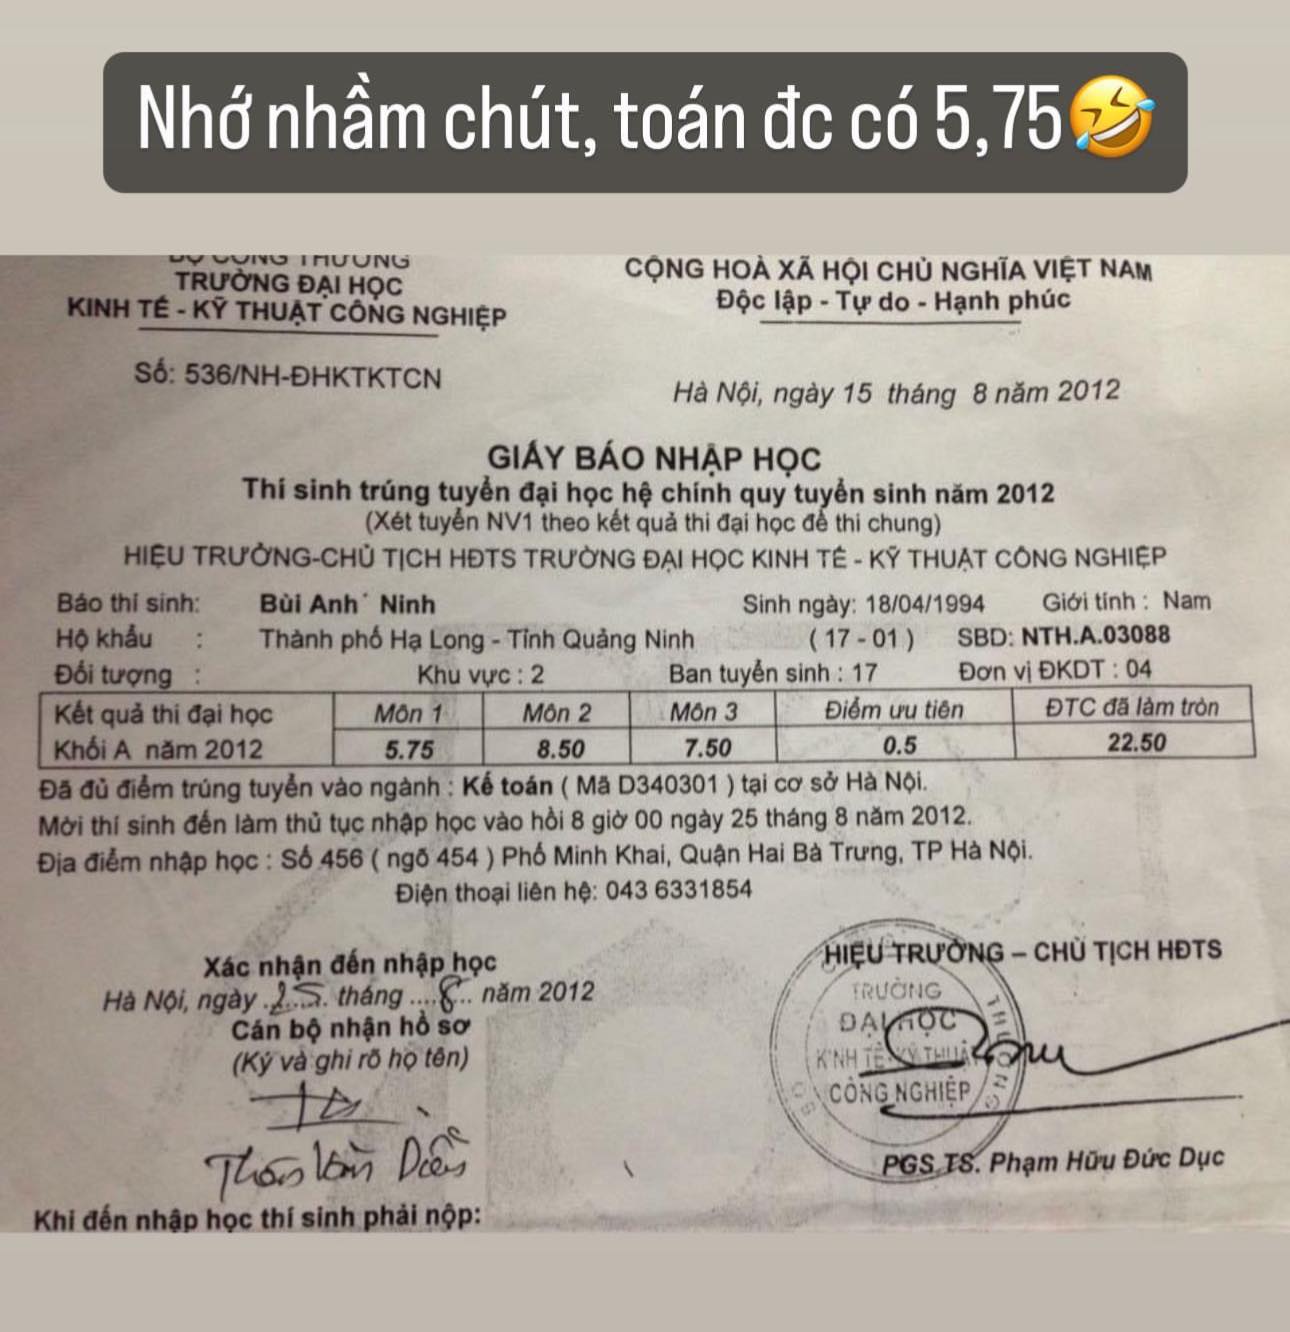 Nhớ nhầm chút, toán đc có 5,75🤣
BỘ CÔNG THƯƠNG
TRƯỜNG ĐẠI HỌC
KINH TẾ - KỸ THUẬT CÔNG NGHIỆP
CỘNG HOÀ XÃ HỘI CHỦ NGHĨA VIỆT NAM
Độc lập - Tự do - Hạnh phúc
Số: 536/NH-ĐHKTKTCN
Hà Nội, ngày 15 tháng 8 năm 2012
GIẤY BÁO NHẬP HỌC
Thí sinh trúng tuyển đại học hệ chính quy tuyển sinh năm 2012
(Xét tuyển NV1 theo kết quả thi đại học đề thi chung)
HIỆU TRƯỞNG-CHỦ TỊCH HĐTS TRƯỜNG ĐẠI HỌC KINH TẾ - KỸ THUẬT CÔNG NGHIỆP
Báo thí sinh: Bùi Anh Ninh Sinh ngày: 18/04/1994 Giới tính : Nam
Hộ khẩu : Thành phố Hạ Long - Tỉnh Quảng Ninh ( 17 - 01 ) SBD: NTH.A.03088
Đối tượng : Khu vực : 2 Ban tuyển sinh : 17 Đơn vị ĐKDT : 04
Kết quả thi đại học Môn 1 Môn 2 Môn 3 Điểm ưu tiên ĐTC đã làm tròn
Khối A năm 2012 5.75 8.50 7.50 0.5 22.50
Đã đủ điểm trúng tuyển vào ngành : Kế toán ( Mã D340301 ) tại cơ sở Hà Nội.
Mời thí sinh đến làm thủ tục nhập học vào hồi 8 giờ 00 ngày 25 tháng 8 năm 2012.
Địa điểm nhập học : Số 456 ( ngõ 454 ) Phố Minh Khai, Quận Hai Bà Trưng, TP Hà Nội.
Điện thoại liên hệ: 043 6331854
Xác nhận đến nhập học
Hà Nội, ngày .25. tháng ....8.. năm 2012
Cán bộ nhận hồ sơ
(Ký và ghi rõ họ tên)
HIỆU TRƯỞNG – CHỦ TỊCH HĐTS
TRƯỜNG
ĐẠI HỌC
KINH TẾ-KỸ THUẬT
CÔNG NGHIỆP
PGS.TS. Phạm Hữu Đức Dục
Khi đến nhập học thí sinh phải nộp: